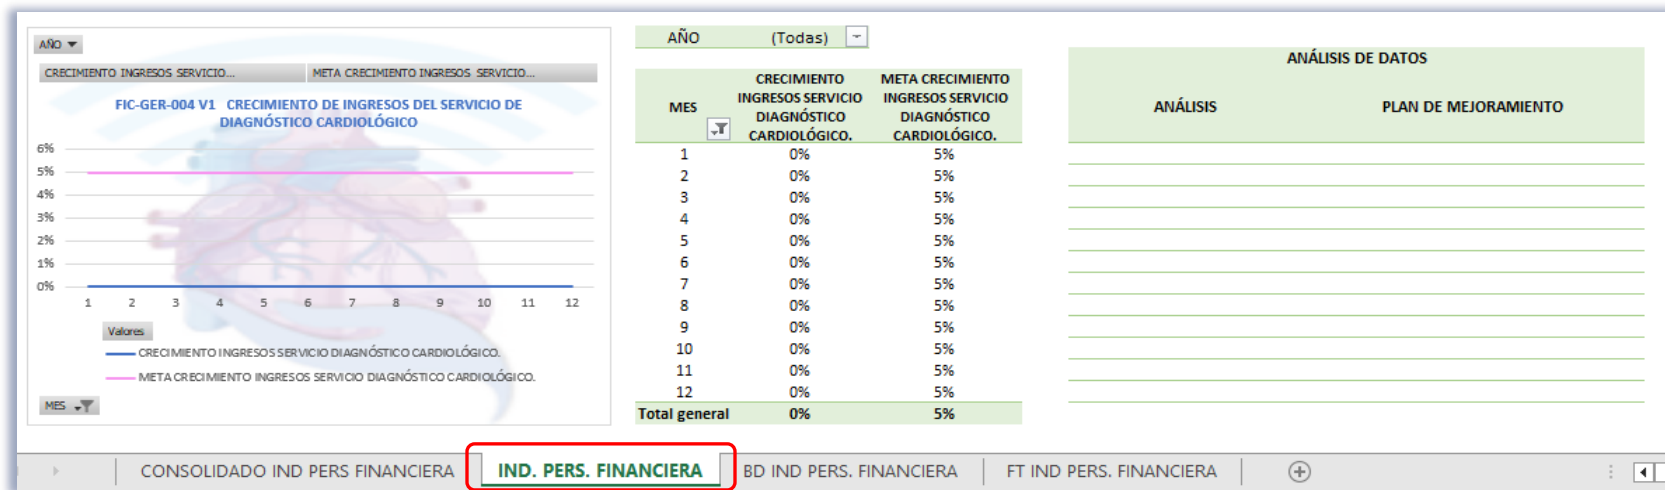 AÑO
CRECIMIENTO INGRESOS SERVICIO...
META CRECIMIENTO INGRESOS SERVICIO...
FIC-GER-004 V1 CRECIMIENTO DE INGRESOS DEL SERVICIO DE
DIAGNÓSTICO CARDIOLÓGICO
6%
5%
4%
3%
2%
1%
0%
1 2 3 4 5 6 7 8 9 10 11 12
Valores
CRECIMIENTO INGRESOS SERVICIO DIAGNÓSTICO CARDIOLÓGICO.
META CRECIMIENTO INGRESOS SERVICIO DIAGNÓSTICO CARDIOLÓGICO.
MES
AÑO (Todas)
MES
CRECIMIENTO
INGRESOS SERVICIO
DIAGNÓSTICO
CARDIOLÓGICO.
META CRECIMIENTO
INGRESOS SERVICIO
DIAGNÓSTICO
CARDIOLÓGICO.
1 0% 5%
2 0% 5%
3 0% 5%
4 0% 5%
5 0% 5%
6 0% 5%
7 0% 5%
8 0% 5%
9 0% 5%
10 0% 5%
11 0% 5%
12 0% 5%
Total general 0% 5%
ANÁLISIS DE DATOS
ANÁLISIS PLAN DE MEJORAMIENTO
CONSOLIDADO IND PERS FINANCIERA IND. PERS. FINANCIERA BD IND PERS. FINANCIERA FT IND PERS. FINANCIERA